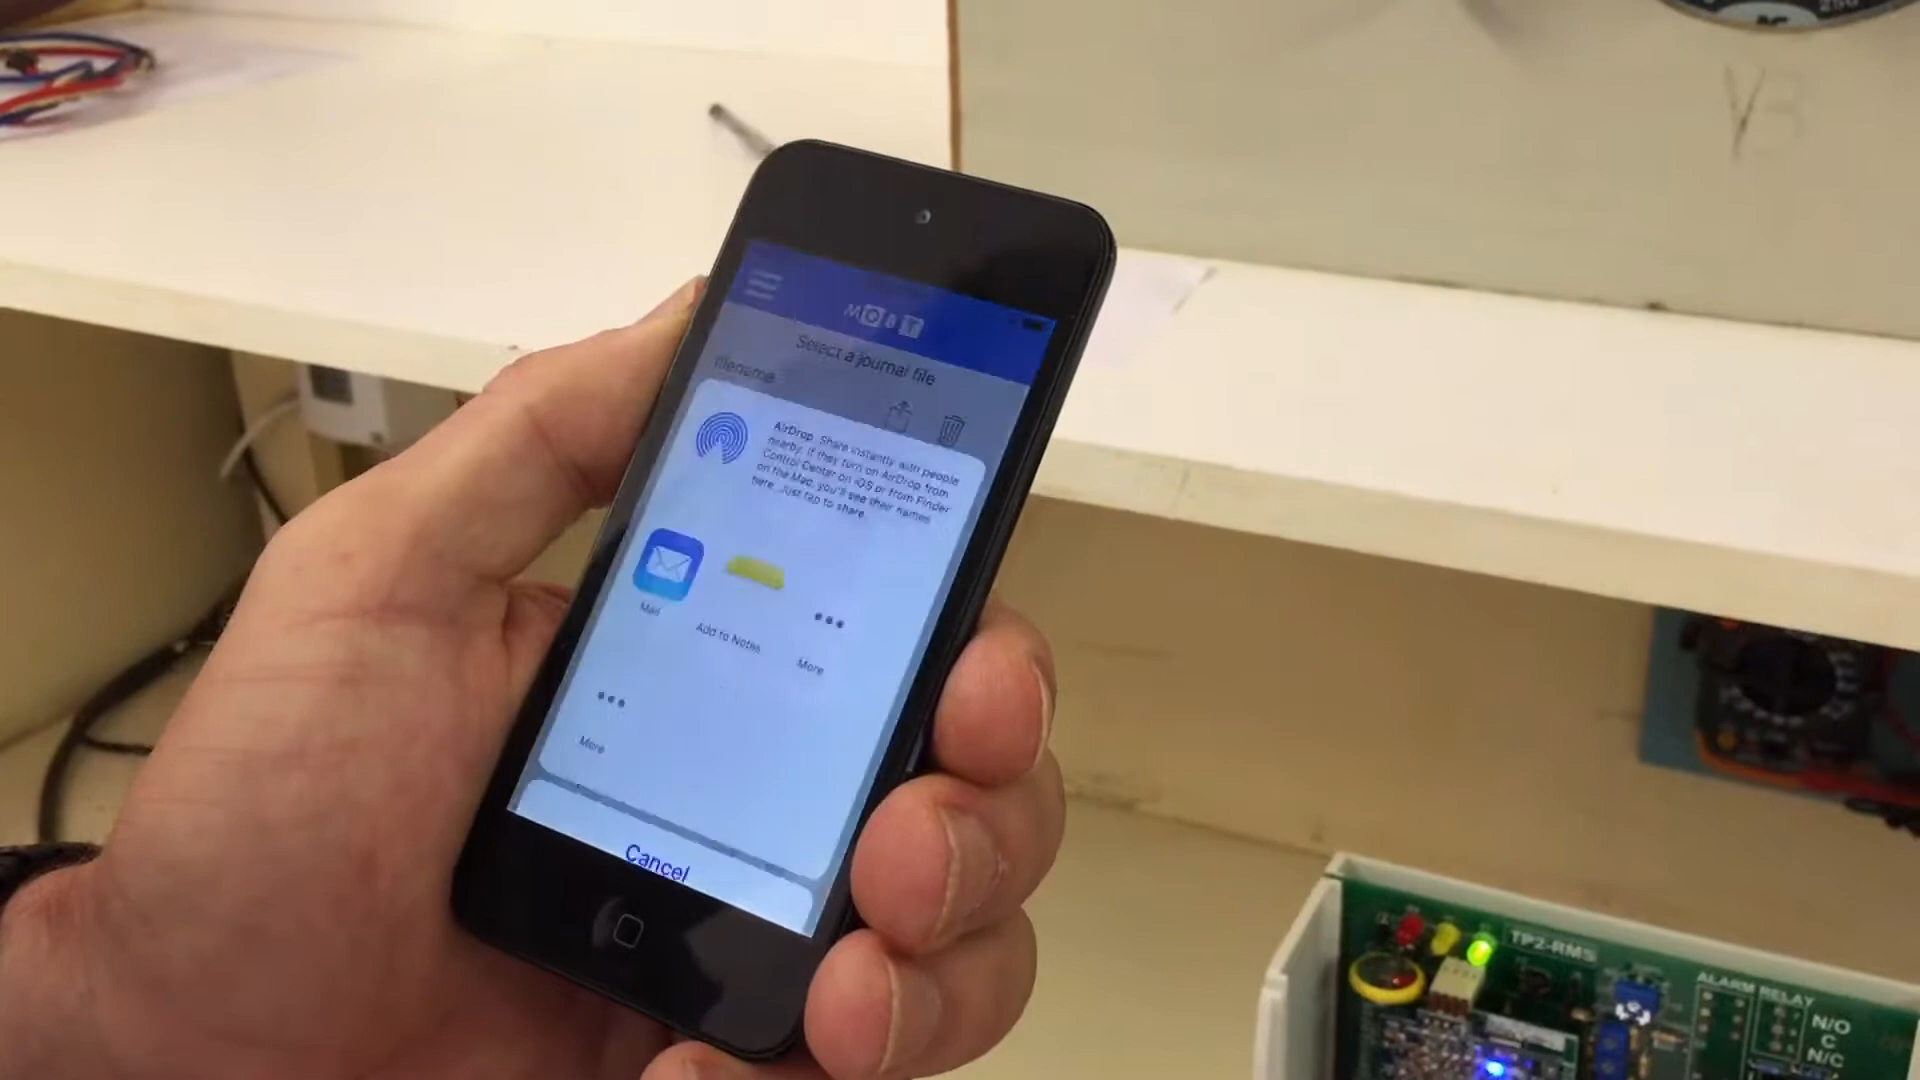 250
V3
Select a journal file
filename
AirDrop. Share instantly with people
nearby. If they turn on AirDrop from
Control Center on iOS or from Finder
on the Mac, you'll see their names
here. Just tap to share.
Mail
Add to Notes
More
More
Cancel
TP2-RMS
ALARM RELAY
N/O
C
N/C